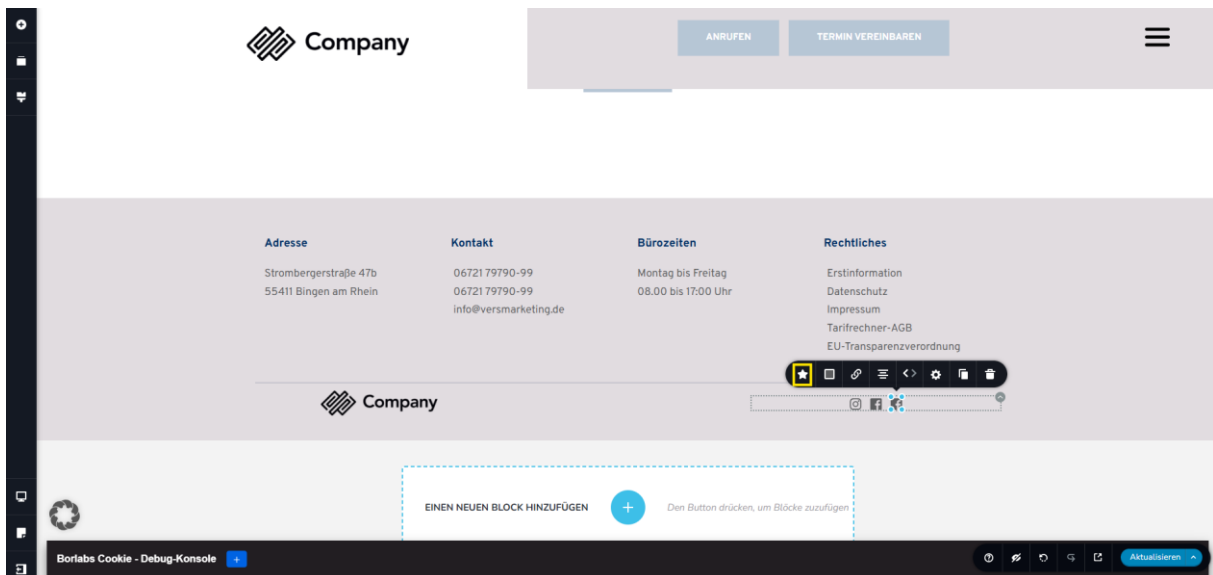 Company
ANRUFEN
TERMIN VEREINBAREN
Adresse
Strombergerstraße 47b
55411 Bingen am Rhein
Kontakt
06721 79790-99
06721 79790-99
info@versmarketing.de
Bürozeiten
Montag bis Freitag
08.00 bis 17:00 Uhr
Rechtliches
Erstinformation
Datenschutz
Impressum
Tarifrechner-AGB
EU-Transparenzverordnung
Company
EINEN NEUEN BLOCK HINZUFÜGEN
Den Button drücken, um Blöcke zuzufügen
Borlabs Cookie - Debug-Konsole
Aktualisieren